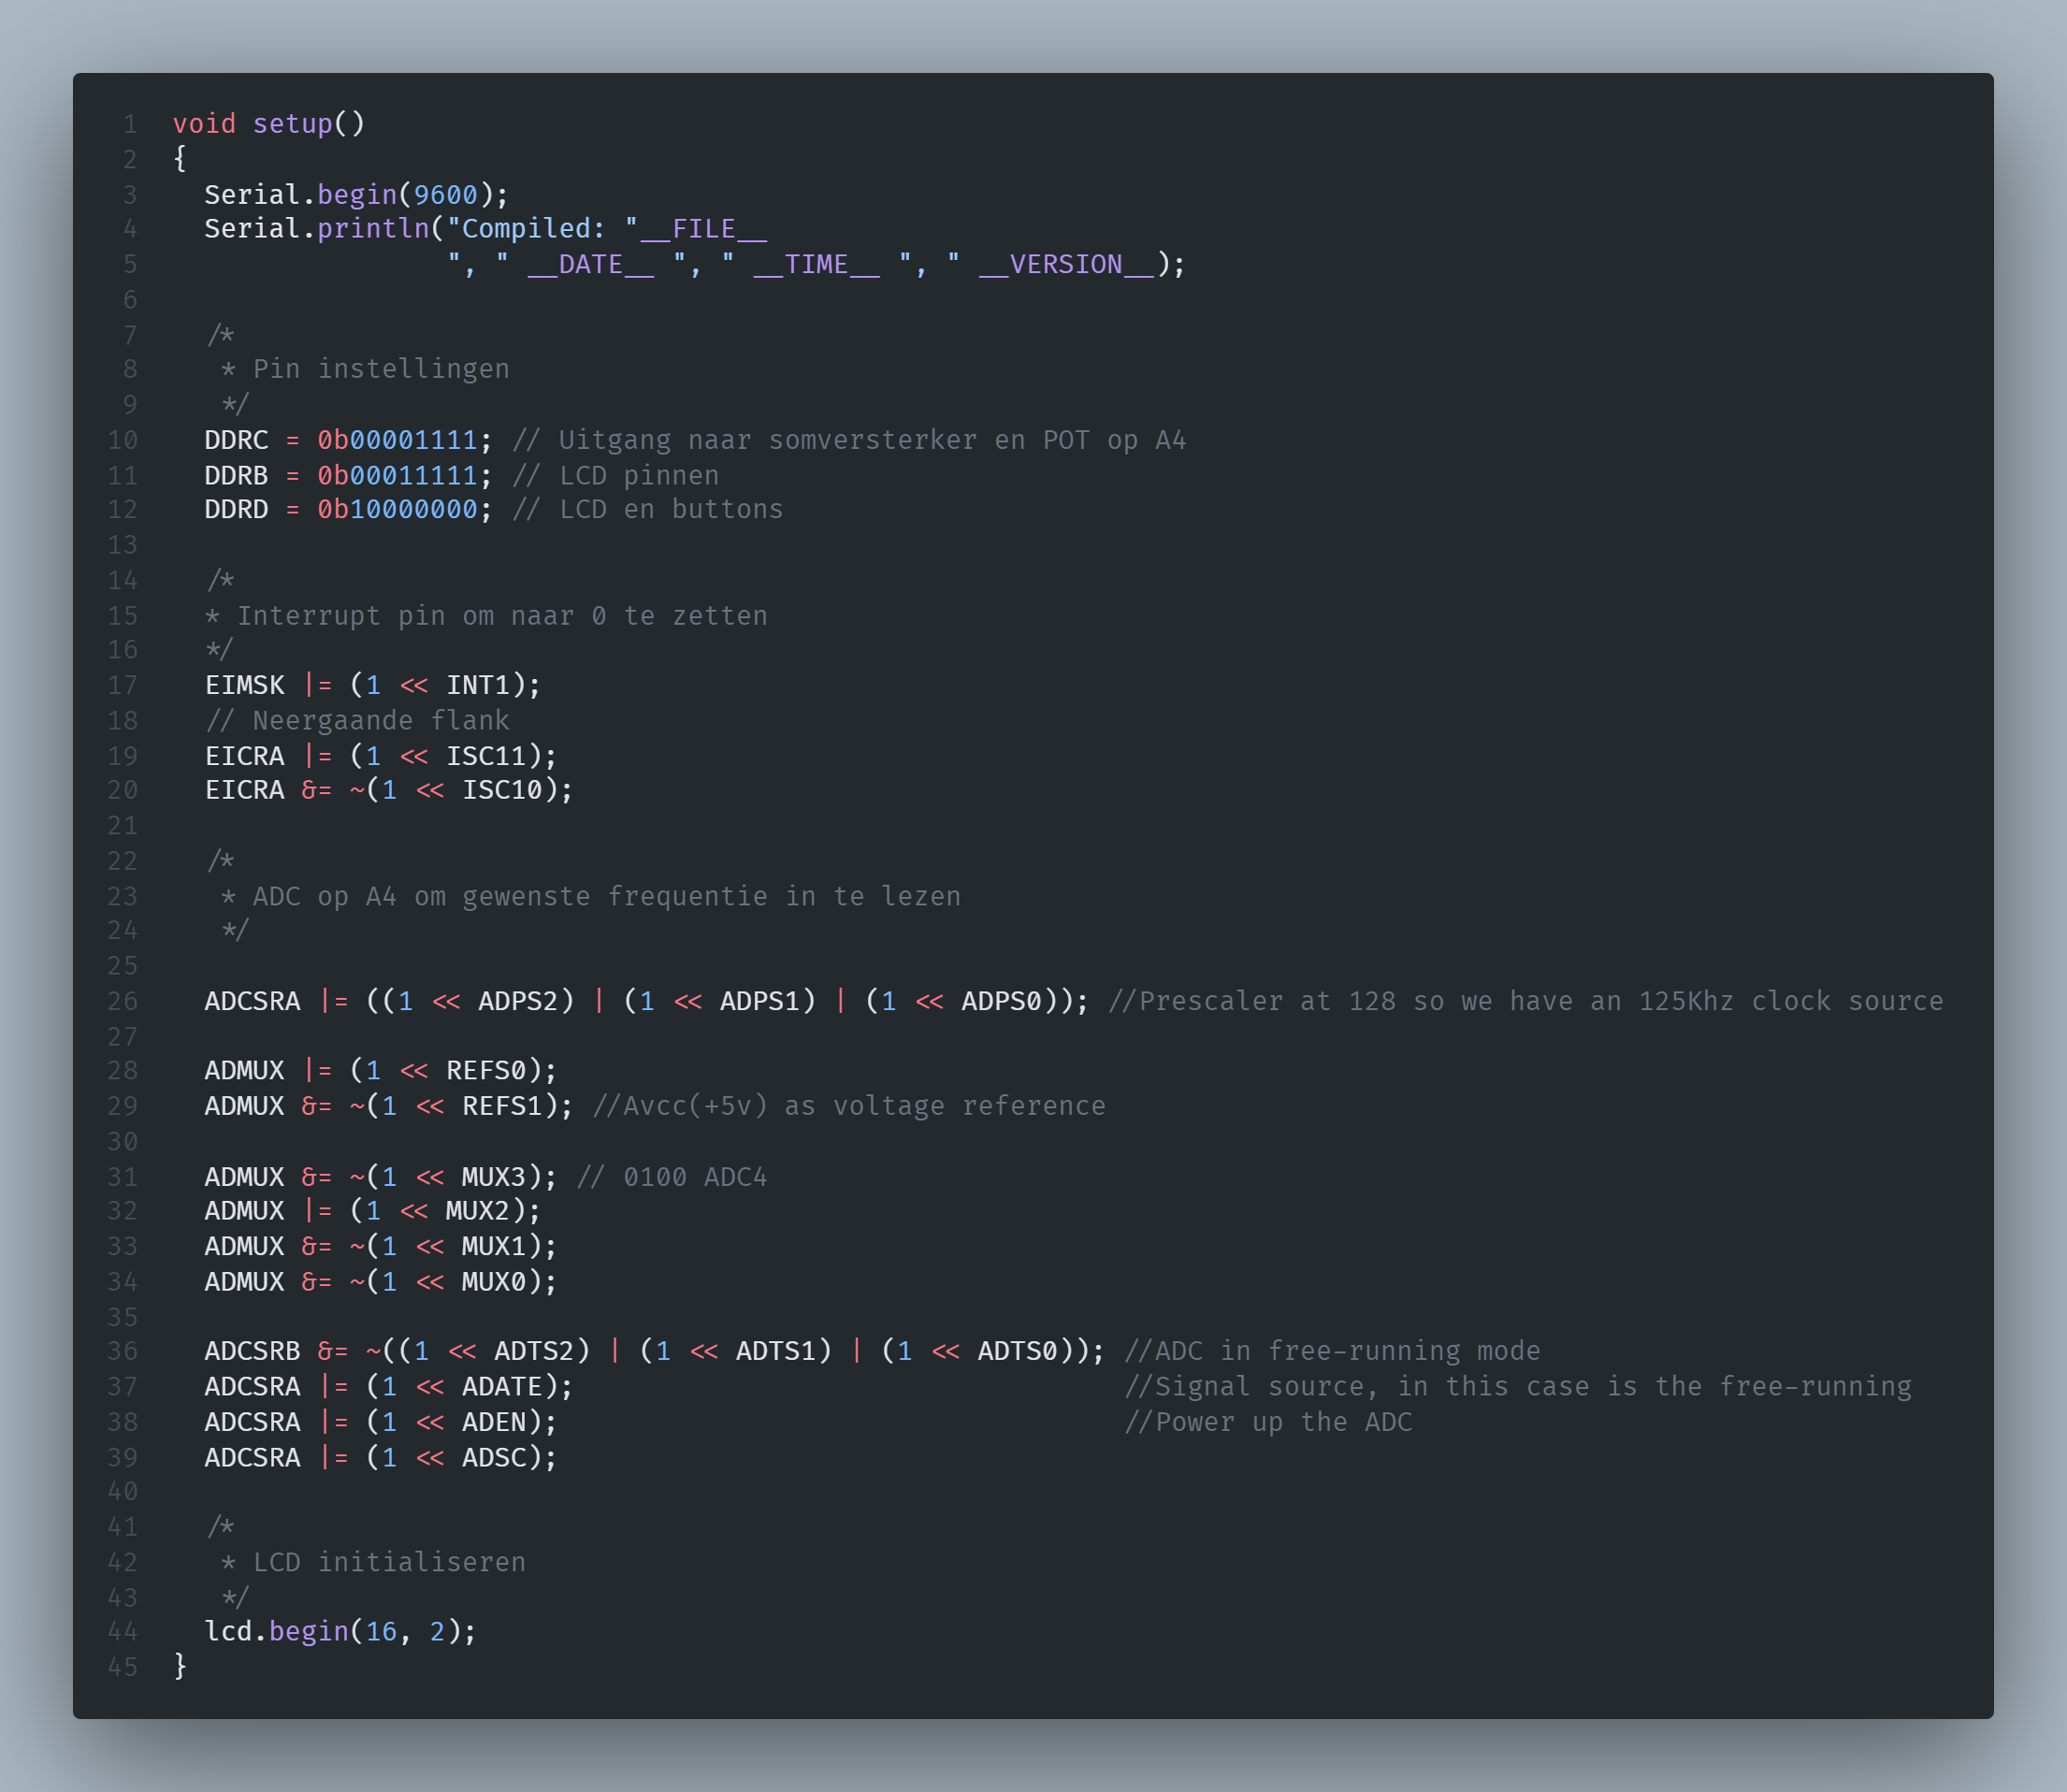 1 void setup()
2 {
3   Serial.begin(9600);
4   Serial.println("Compiled: "__FILE__
5                  ", " __DATE__ ", " __TIME__ ", " __VERSION__);
6
7   /*
8    * Pin instellingen
9    */
10   DDRC = 0b00001111; // Uitgang naar somversterker en POT op A4
11   DDRB = 0b00011111; // LCD pinnen
12   DDRD = 0b10000000; // LCD en buttons
13
14   /*
15   * Interrupt pin om naar 0 te zetten
16   */
17   EIMSK |= (1 << INT1);
18   // Neergaande flank
19   EICRA |= (1 << ISC11);
20   EICRA &= ~(1 << ISC10);
21
22   /*
23    * ADC op A4 om gewenste frequentie in te lezen
24    */
25
26   ADCSRA |= ((1 << ADPS2) | (1 << ADPS1) | (1 << ADPS0)); //Prescaler at 128 so we have an 125Khz clock source
27
28   ADMUX |= (1 << REFS0);
29   ADMUX &= ~(1 << REFS1); //Avcc(+5v) as voltage reference
30
31   ADMUX &= ~(1 << MUX3); // 0100 ADC4
32   ADMUX |= (1 << MUX2);
33   ADMUX &= ~(1 << MUX1);
34   ADMUX &= ~(1 << MUX0);
35
36   ADCSRB &= ~((1 << ADTS2) | (1 << ADTS1) | (1 << ADTS0)); //ADC in free-running mode
37   ADCSRA |= (1 << ADATE);                                  //Signal source, in this case is the free-running
38   ADCSRA |= (1 << ADEN);                                   //Power up the ADC
39   ADCSRA |= (1 << ADSC);
40
41   /*
42    * LCD initialiseren
43    */
44   lcd.begin(16, 2);
45 }